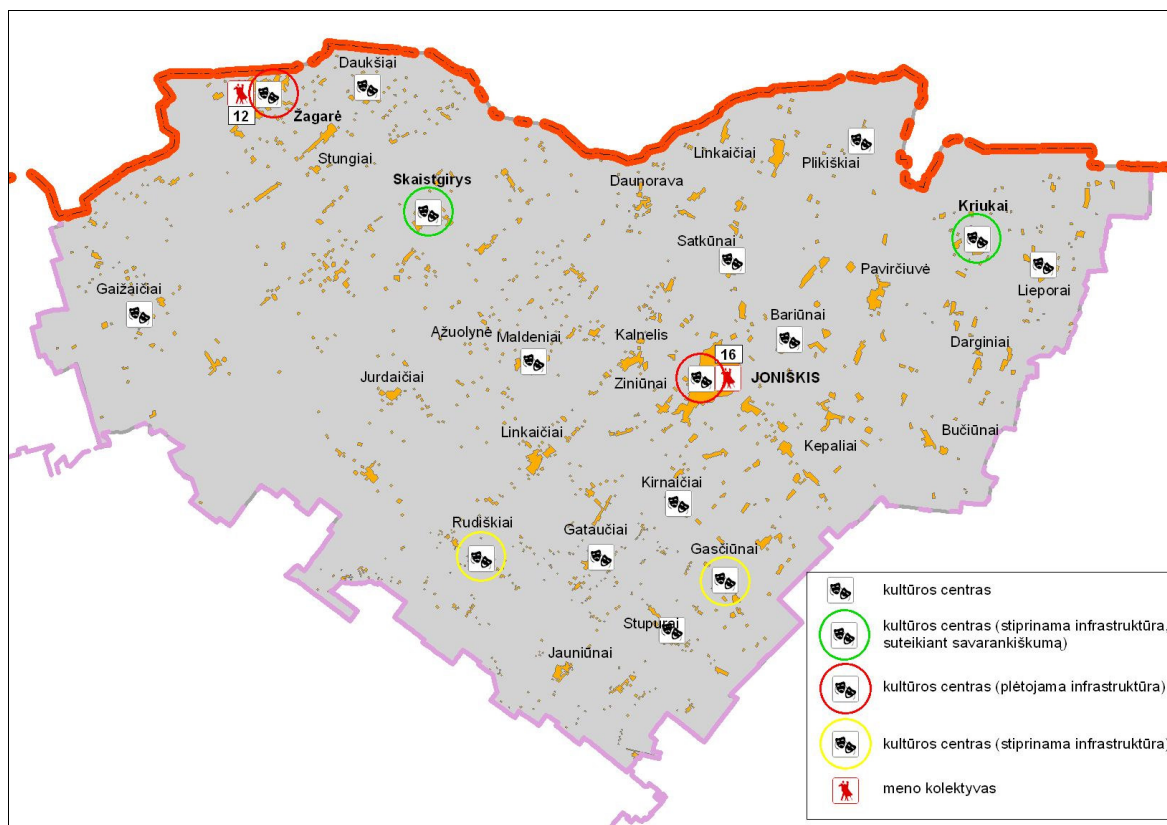 Daukšiai
12
Žagarė
Stungiai
Linkaičiai
Plikiškiai
Skaistgirys
Daunorava
Kriukai
Satkūnai
Pavirčiuvė
Lieporai
Gaižaičiai
Bariūnai
Ažuolynė
Maldeniai
Kalnelis
16
Darginiai
Jurdaičiai
Ziniūnai
JONIŠKIS
Linkaičiai
Kepaliai
Bučiūnai
Kirnaičiai
Rudiškiai
Gataučiai
Gasčiūnai
Stupurai
Jauniūnai
kultūros centras
kultūros centras (stiprinama infrastruktūra,
suteikiant savarankiškumą)
kultūros centras (plėtojama infrastruktūra)
kultūros centras (stiprinama infrastruktūra)
meno kolektyvas